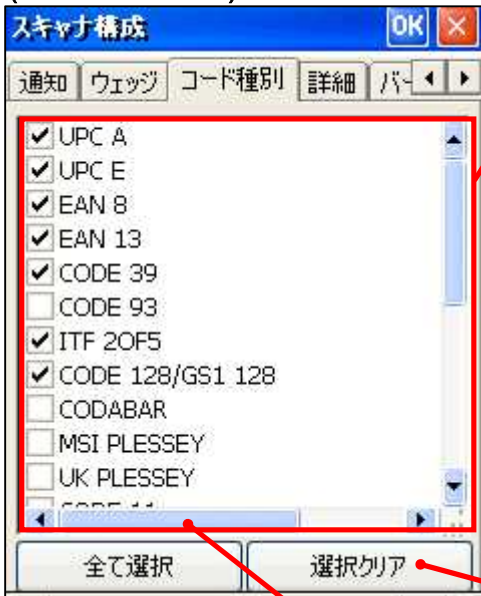 スキャナ構成 OK
通知 ウェッジ コード種別 詳細 バー
UPC A
UPC E
EAN 8
EAN 13
CODE 39
CODE 93
ITF 2OF5
CODE 128/GS1 128
CODABAR
MSI PLESSEY
UK PLESSEY
全て選択 選択クリア